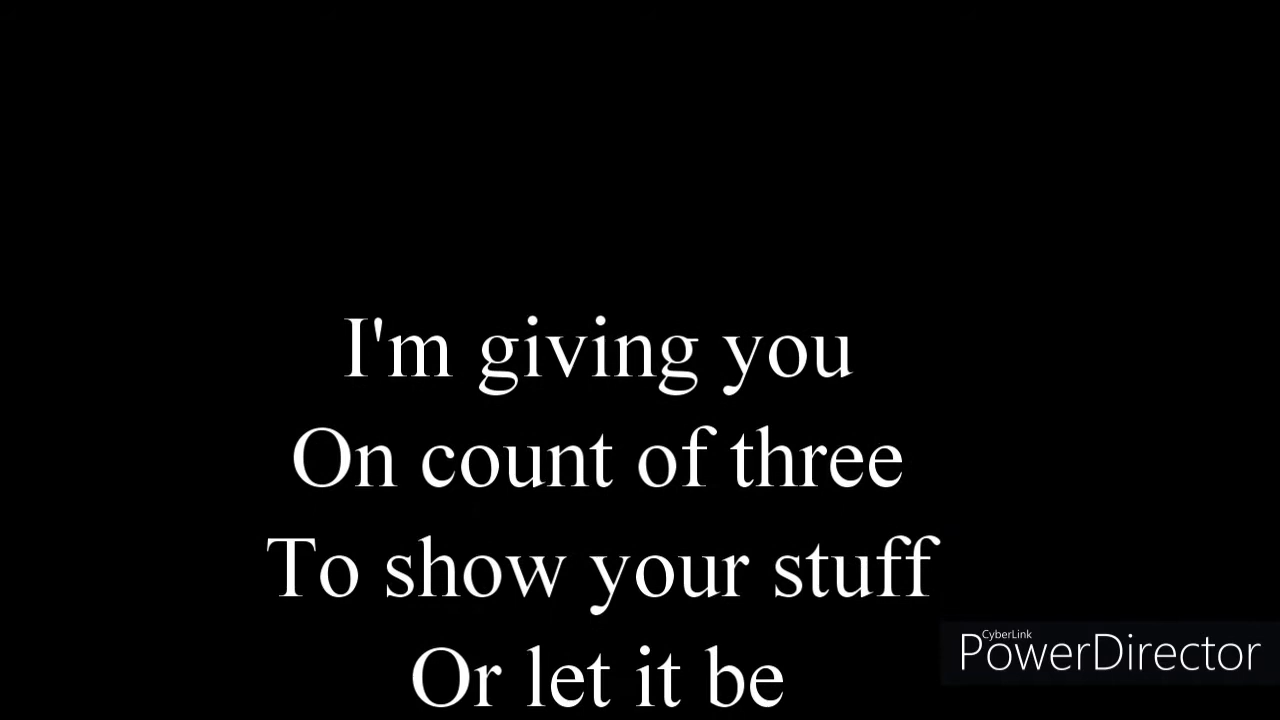 I'm giving you
On count of three
To show your stuff
Or let it be
CyberLink
PowerDirector